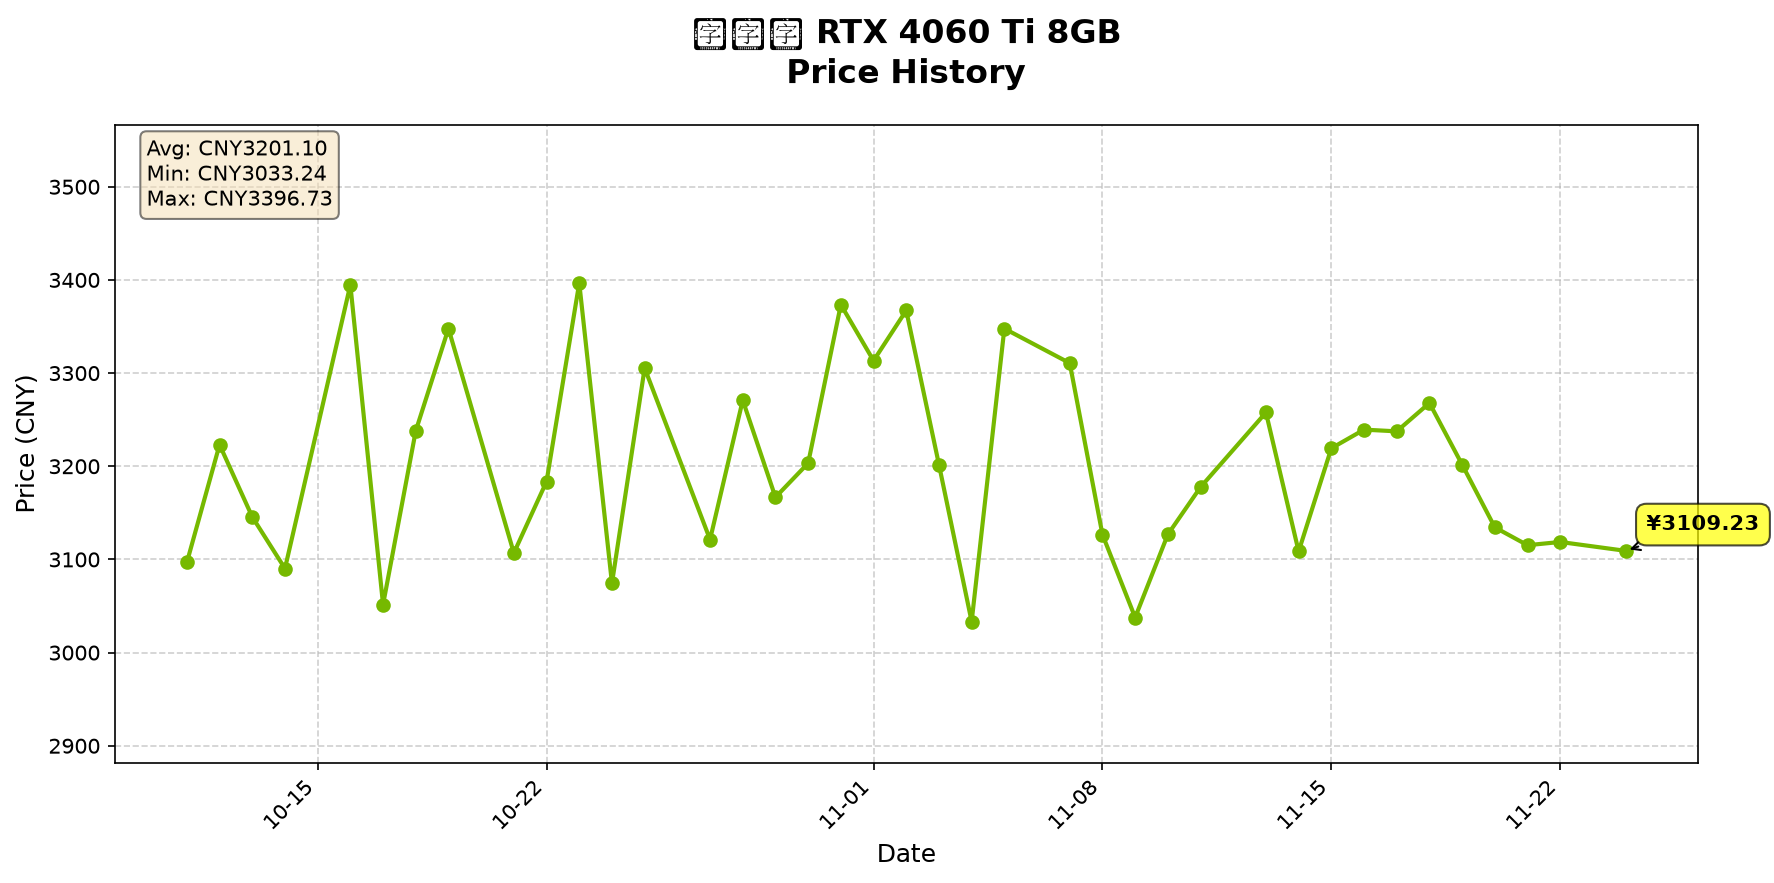 RTX 4060 Ti 8GB
Price History
Avg: CNY3201.10
Min: CNY3033.24
Max: CNY3396.73
Price (CNY)
3500
3400
3300
3200
3100
3000
2900
¥3109.23
10-15
10-22
11-01
11-08
11-15
11-22
Date